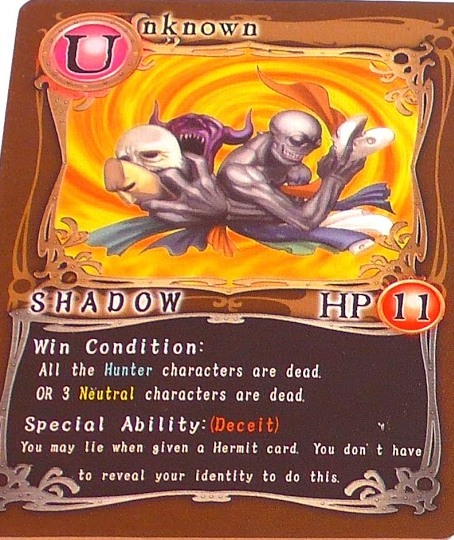 Unknown
SHADOW HP 11
Win Condition:
All the Hunter characters are dead.
OR 3 Neutral characters are dead.
Special Ability:(Deceit)
You may lie when given a Hermit card. You don't have
to reveal your identity to do this.